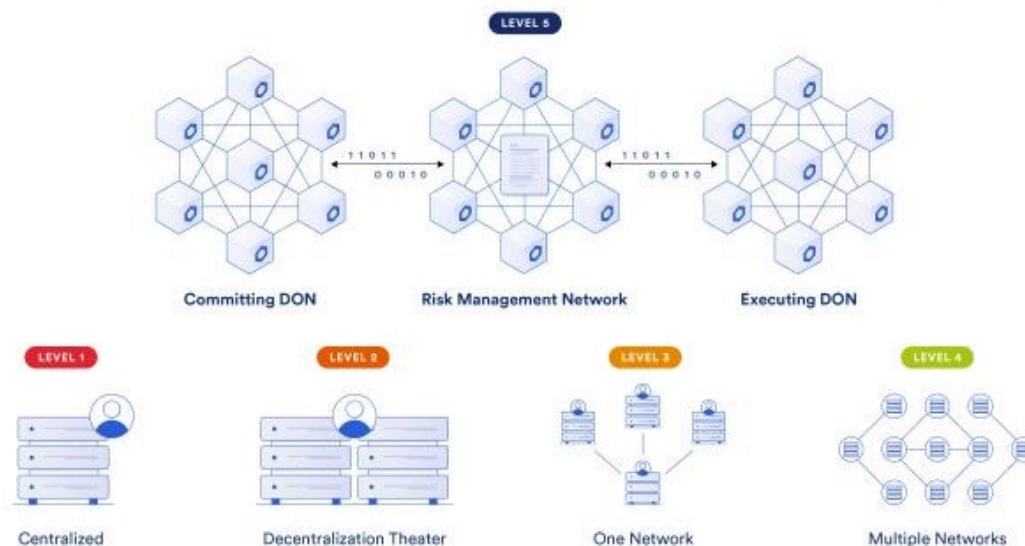 LEVEL 5
11011
00010
11011
00010
Committing DON
Risk Management Network
Executing DON
LEVEL 1
LEVEL 2
LEVEL 3
LEVEL 4
Centralized
Decentralization Theater
One Network
Multiple Networks